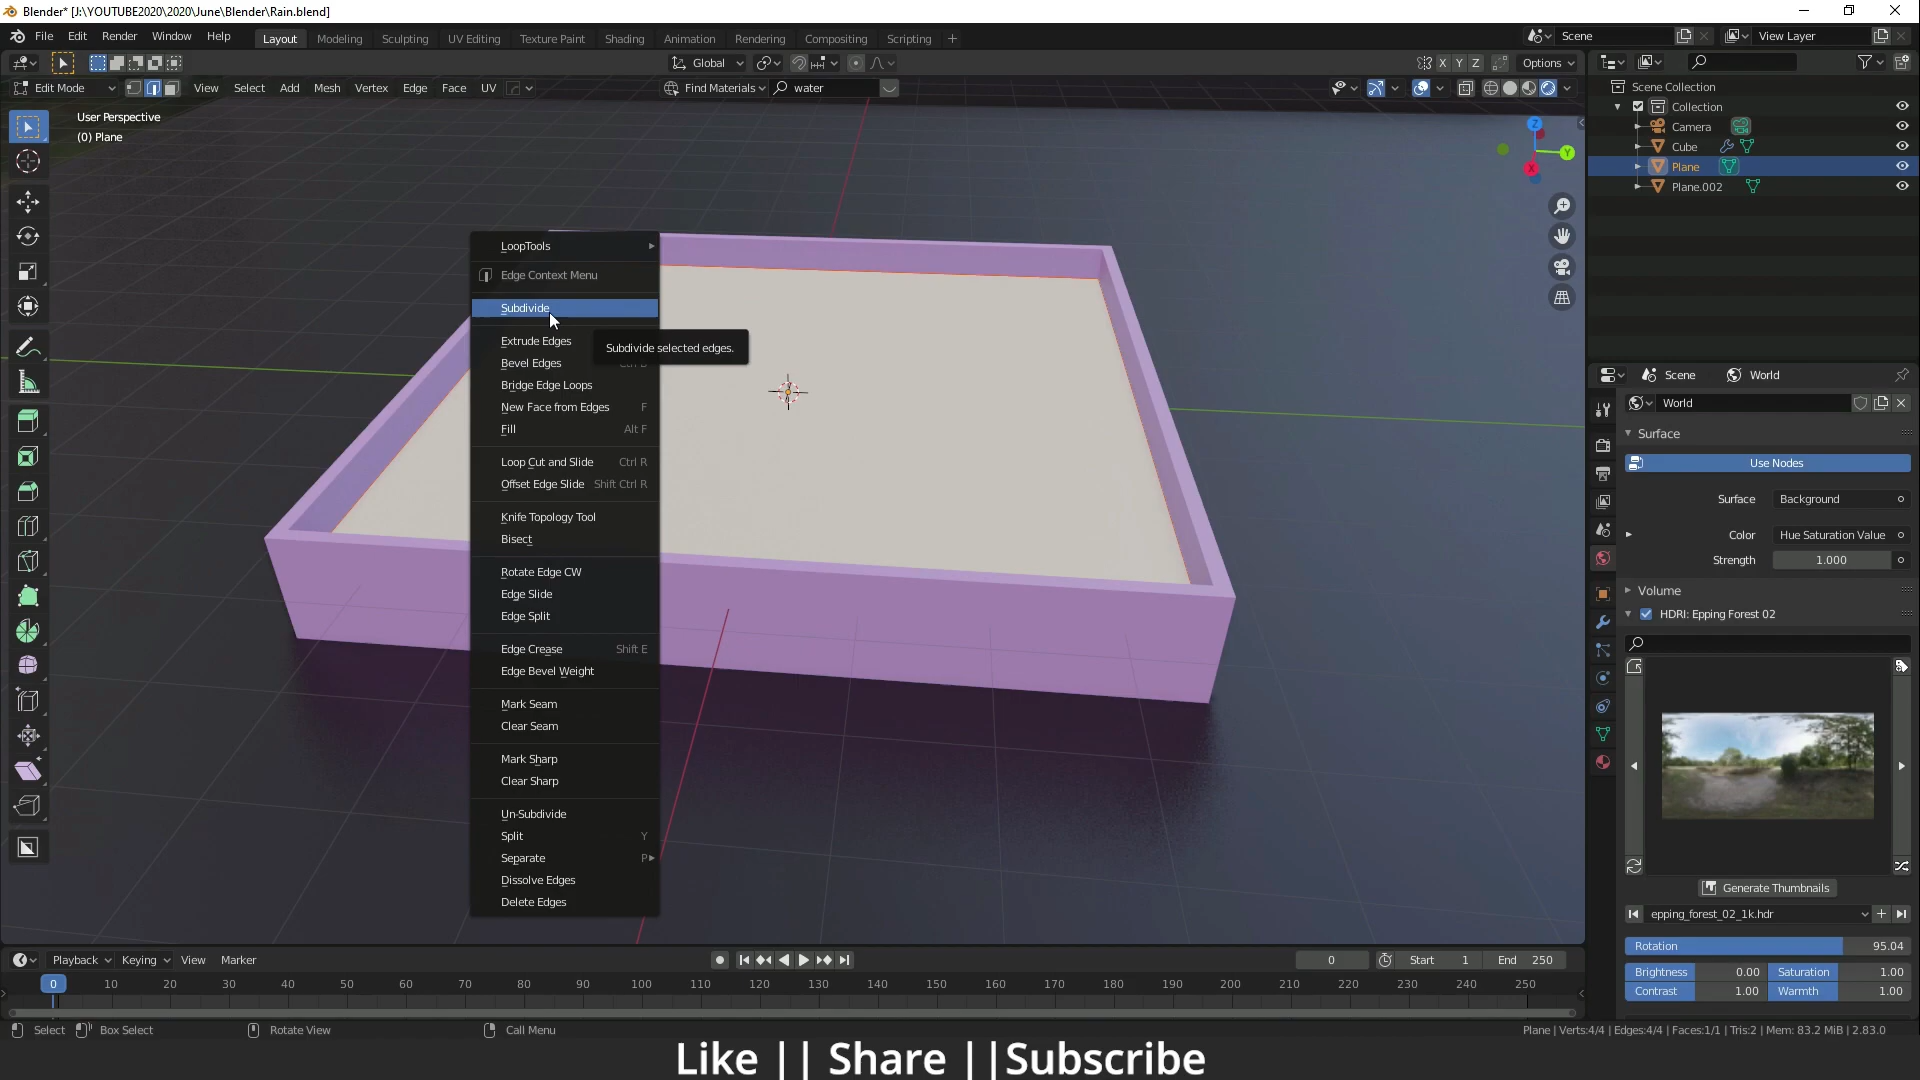 Blender* [J:\YOUTUBE2020\2020\June\Blender\Rain.blend]
File Edit Render Window Help Layout Modeling Sculpting UV Editing Texture Paint Shading Animation Rendering Compositing Scripting + Scene View Layer
Global X Y Z Options
Edit Mode View Select Add Mesh Vertex Edge Face UV Find Materials water
User Perspective
(0) Plane
Z
Y
X
Scene Collection
Collection
Camera
Cube
Plane
Plane.002
LoopTools
Edge Context Menu
Subdivide
Subdivide selected edges.
Extrude Edges
Bevel Edges
Bridge Edge Loops
New Face from Edges F
Fill Alt F
Loop Cut and Slide Ctrl R
Offset Edge Slide Shift Ctrl R
Knife Topology Tool
Bisect
Rotate Edge CW
Edge Slide
Edge Split
Edge Crease Shift E
Edge Bevel Weight
Mark Seam
Clear Seam
Mark Sharp
Clear Sharp
Un-Subdivide
Split Y
Separate P
Dissolve Edges
Delete Edges
Scene World
World
Surface
Use Nodes
Surface Background
Color Hue Saturation Value
Strength 1.000
Volume
HDRI: Epping Forest 02
Generate Thumbnails
epping_forest_02_1k.hdr
Rotation 95.04
Brightness 0.00 Saturation 1.00
Contrast 1.00 Warmth 1.00
Playback Keying View Marker 0 Start 1 End 250
0 10 20 30 40 50 60 70 80 90 100 110 120 130 140 150 160 170 180 190 200 210 220 230 240 250
Select Box Select Rotate View Call Menu Plane | Verts:4/4 | Edges:4/4 | Faces:1/1 | Tris:2 | Mem: 83.2 MiB | 2.83.0
Like || Share ||Subscribe